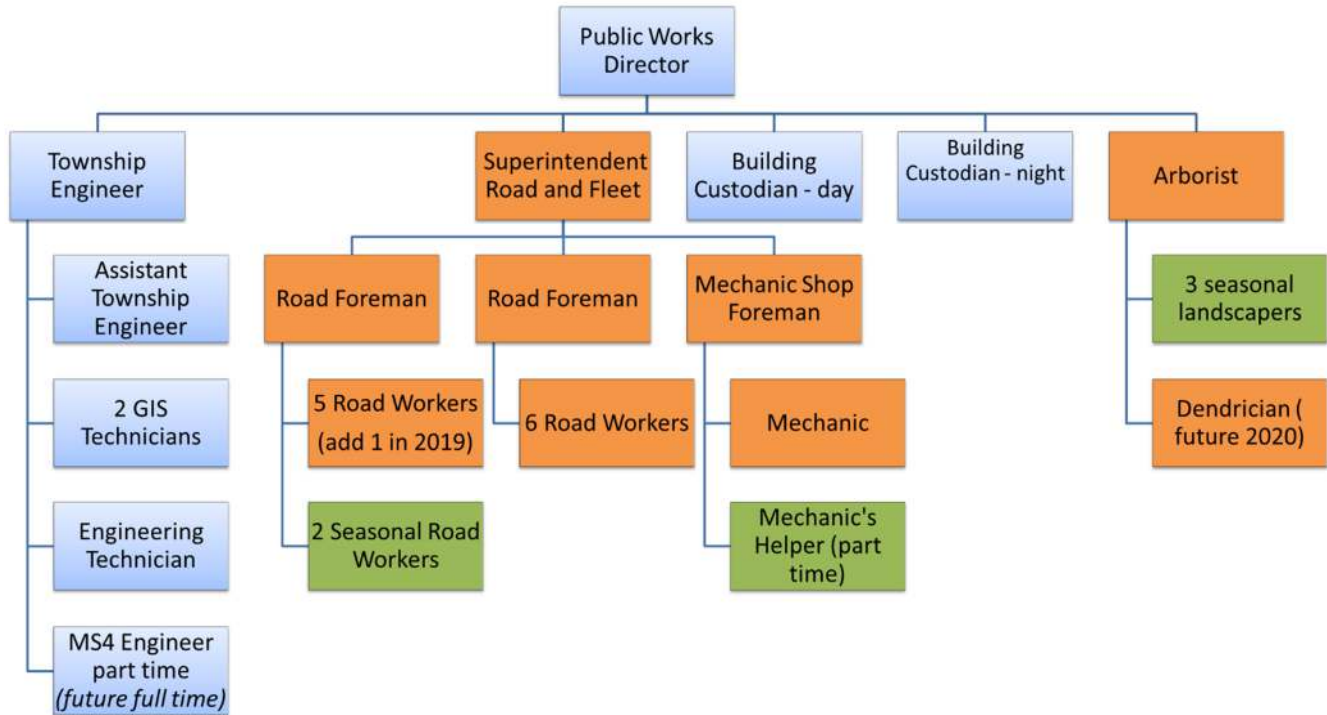 Public Works
Director
Township
Engineer
Superintendent
Road and Fleet
Building
Custodian - day
Building
Custodian - night
Arborist
Assistant
Township
Engineer
2 GIS
Technicians
Engineering
Technician
MS4 Engineer
part time
(future full time)
Road Foreman
5 Road Workers
(add 1 in 2019)
2 Seasonal Road
Workers
Road Foreman
6 Road Workers
Mechanic Shop
Foreman
Mechanic
Mechanic's
Helper (part
time)
3 seasonal
landscapers
Dendrician (
future 2020)